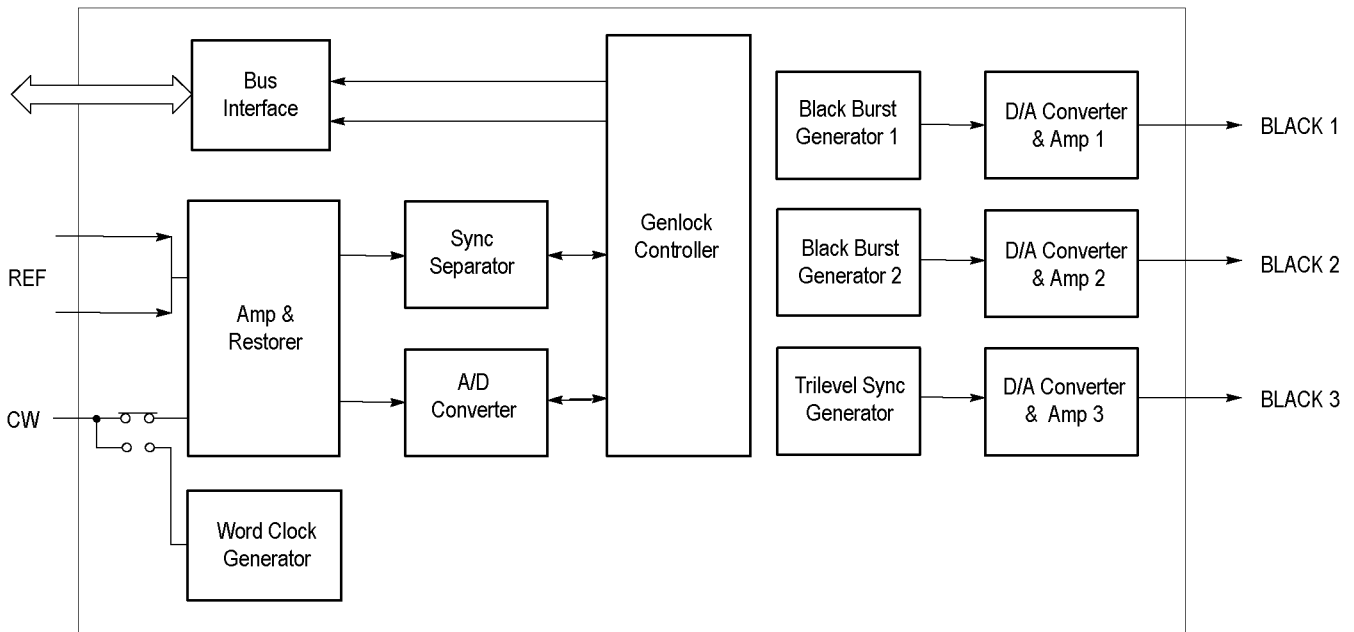 Bus
Interface
REF
CW
Amp &
Restorer
Word Clock
Generator
Sync
Separator
A/D
Converter
Genlock
Controller
Black Burst
Generator 1
D/A Converter
& Amp 1
BLACK 1
Black Burst
Generator 2
D/A Converter
& Amp 2
BLACK 2
Trilevel Sync
Generator
D/A Converter
& Amp 3
BLACK 3